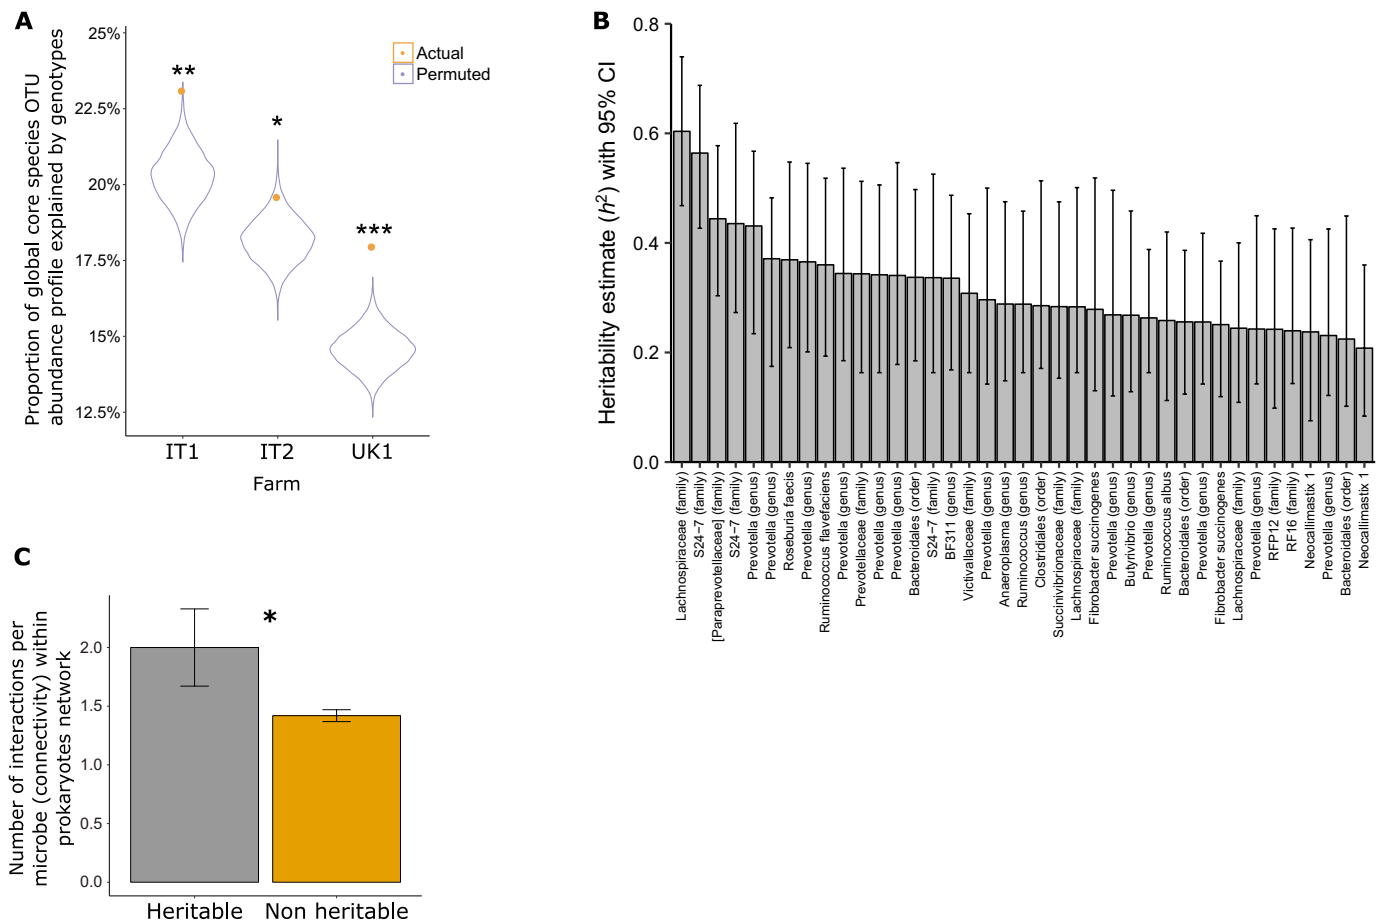 A
Proportion of global core species OTU
abundance profile explained by genotypes
25%
22.5%
20%
17.5%
15%
12.5%
**
*
***
Actual
Permuted
IT1
IT2
UK1
Farm
B
Heritability estimate (h2) with 95% CI
0.8
0.6
0.4
0.2
0.0
Lachnospiraceae (family)
S24−7 (family)
[Paraprevotellaceae] (family)
S24−7 (family)
Prevotella (genus)
Prevotella (genus)
Roseburia faecis
Prevotella (genus)
Ruminococcus flavefaciens
Prevotella (genus)
Prevotellaceae (family)
Prevotella (genus)
Prevotella (genus)
Bacteroidales (order)
S24−7 (family)
BF311 (genus)
Victivallaceae (family)
Prevotella (genus)
Anaeroplasma (genus)
Ruminococcus (genus)
Clostridiales (order)
Succinivibrionaceae (family)
Lachnospiraceae (family)
Fibrobacter succinogenes
Prevotella (genus)
Butyrivibrio (genus)
Prevotella (genus)
Ruminococcus albus
Bacteroidales (order)
Prevotella (genus)
Fibrobacter succinogenes
Lachnospiraceae (family)
Prevotella (genus)
RFP12 (family)
RF16 (family)
Neocallimastix 1
Prevotella (genus)
Bacteroidales (order)
Neocallimastix 1
C
Number of interactions per
microbe (connectivity) within
prokaryotes network
2.0
1.5
1.0
0.5
0.0
*
Heritable
Non heritable